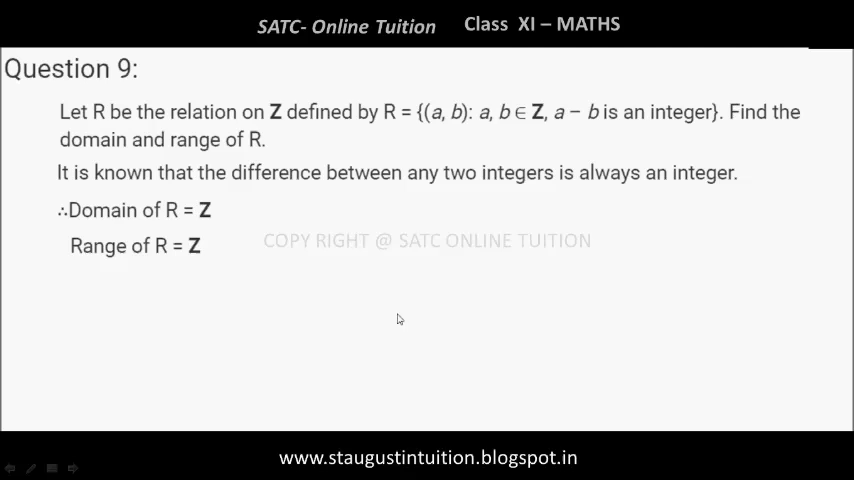 SATC- Online Tuition Class XI – MATHS
Question 9:
Let R be the relation on Z defined by R = {(a, b): a, b ∈ Z, a – b is an integer}. Find the
domain and range of R.
It is known that the difference between any two integers is always an integer.
∴Domain of R = Z
Range of R = Z
COPY RIGHT @ SATC ONLINE TUITION
www.staugustintuition.blogspot.in